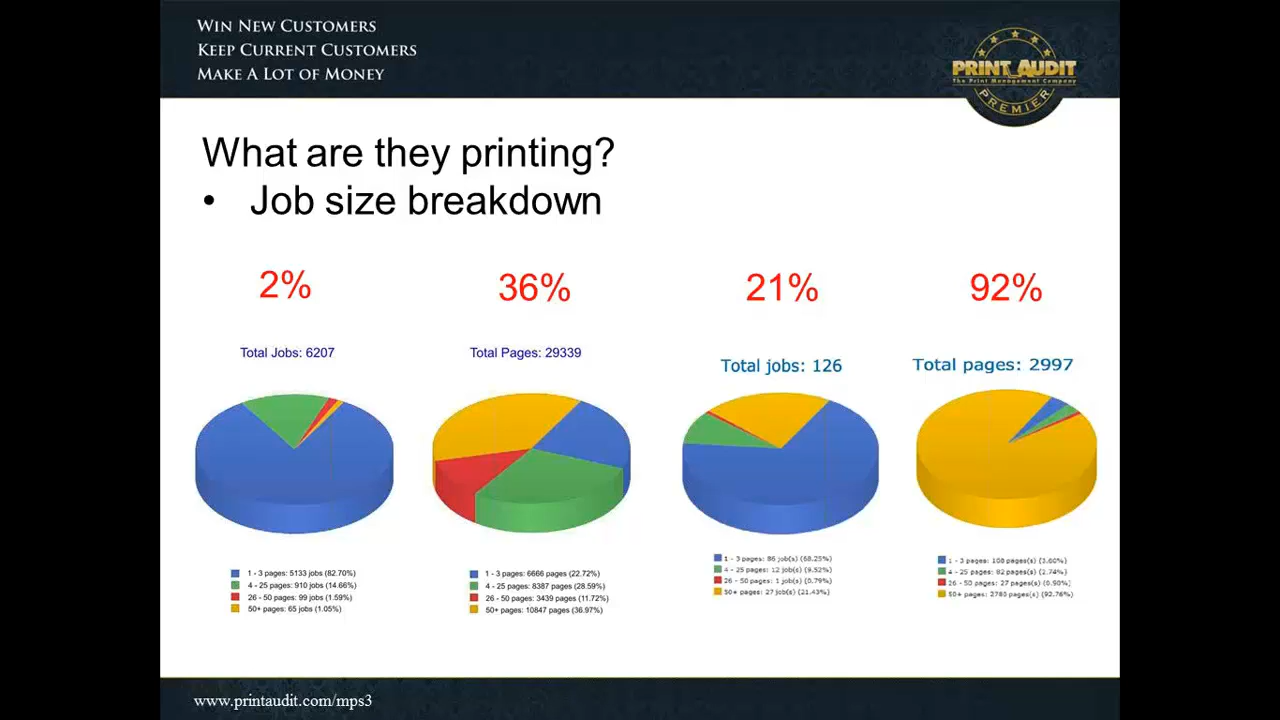 WIN NEW CUSTOMERS
KEEP CURRENT CUSTOMERS
MAKE A LOT OF MONEY
PRINT AUDIT
The Print Management Company
PREMIER
What are they printing?
• Job size breakdown
2%
36%
21%
92%
Total Jobs: 6207
Total Pages: 29339
Total jobs: 126
Total pages: 2997
1 - 3 pages: 5133 jobs (82.70%)
4 - 25 pages: 910 jobs (14.66%)
26 - 50 pages: 99 jobs (1.59%)
50+ pages: 65 jobs (1.05%)
1 - 3 pages: 6666 pages (22.72%)
4 - 25 pages: 8387 pages (28.59%)
26 - 50 pages: 3439 pages (11.72%)
50+ pages: 10847 pages (36.97%)
1 - 3 pages: 86 job(s) (68.25%)
4 - 25 pages: 12 job(s) (9.52%)
26 - 50 pages: 1 job(s) (0.79%)
50+ pages: 27 job(s) (21.43%)
1 - 3 pages: 108 pages(s) (3.60%)
4 - 25 pages: 82 pages(s) (2.74%)
26 - 50 pages: 27 pages(s) (0.90%)
50+ pages: 2780 pages(s) (92.76%)
www.printaudit.com/mps3